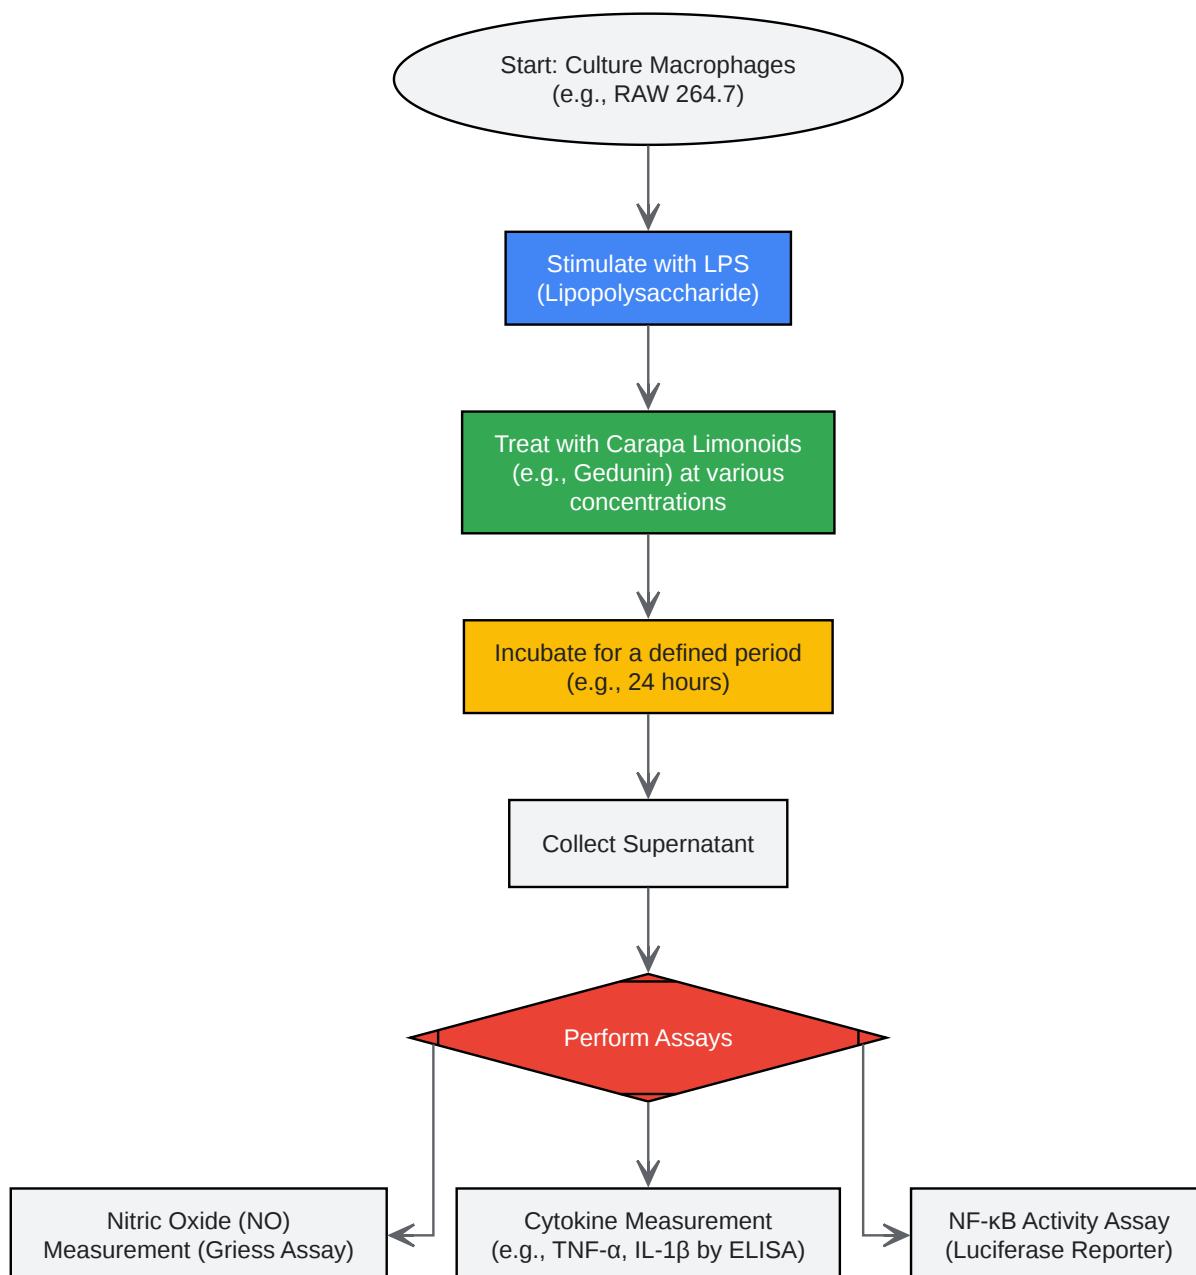 Start: Culture Macrophages
(e.g., RAW 264.7)
Stimulate with LPS
(Lipopolysaccharide)
Treat with Carapa Limonoids
(e.g., Gedunin) at various
concentrations
Incubate for a defined period
(e.g., 24 hours)
Collect Supernatant
Perform Assays
Nitric Oxide (NO)
Measurement (Griess Assay)
Cytokine Measurement
(e.g., TNF-α, IL-1β by ELISA)
NF-κB Activity Assay
(Luciferase Reporter)